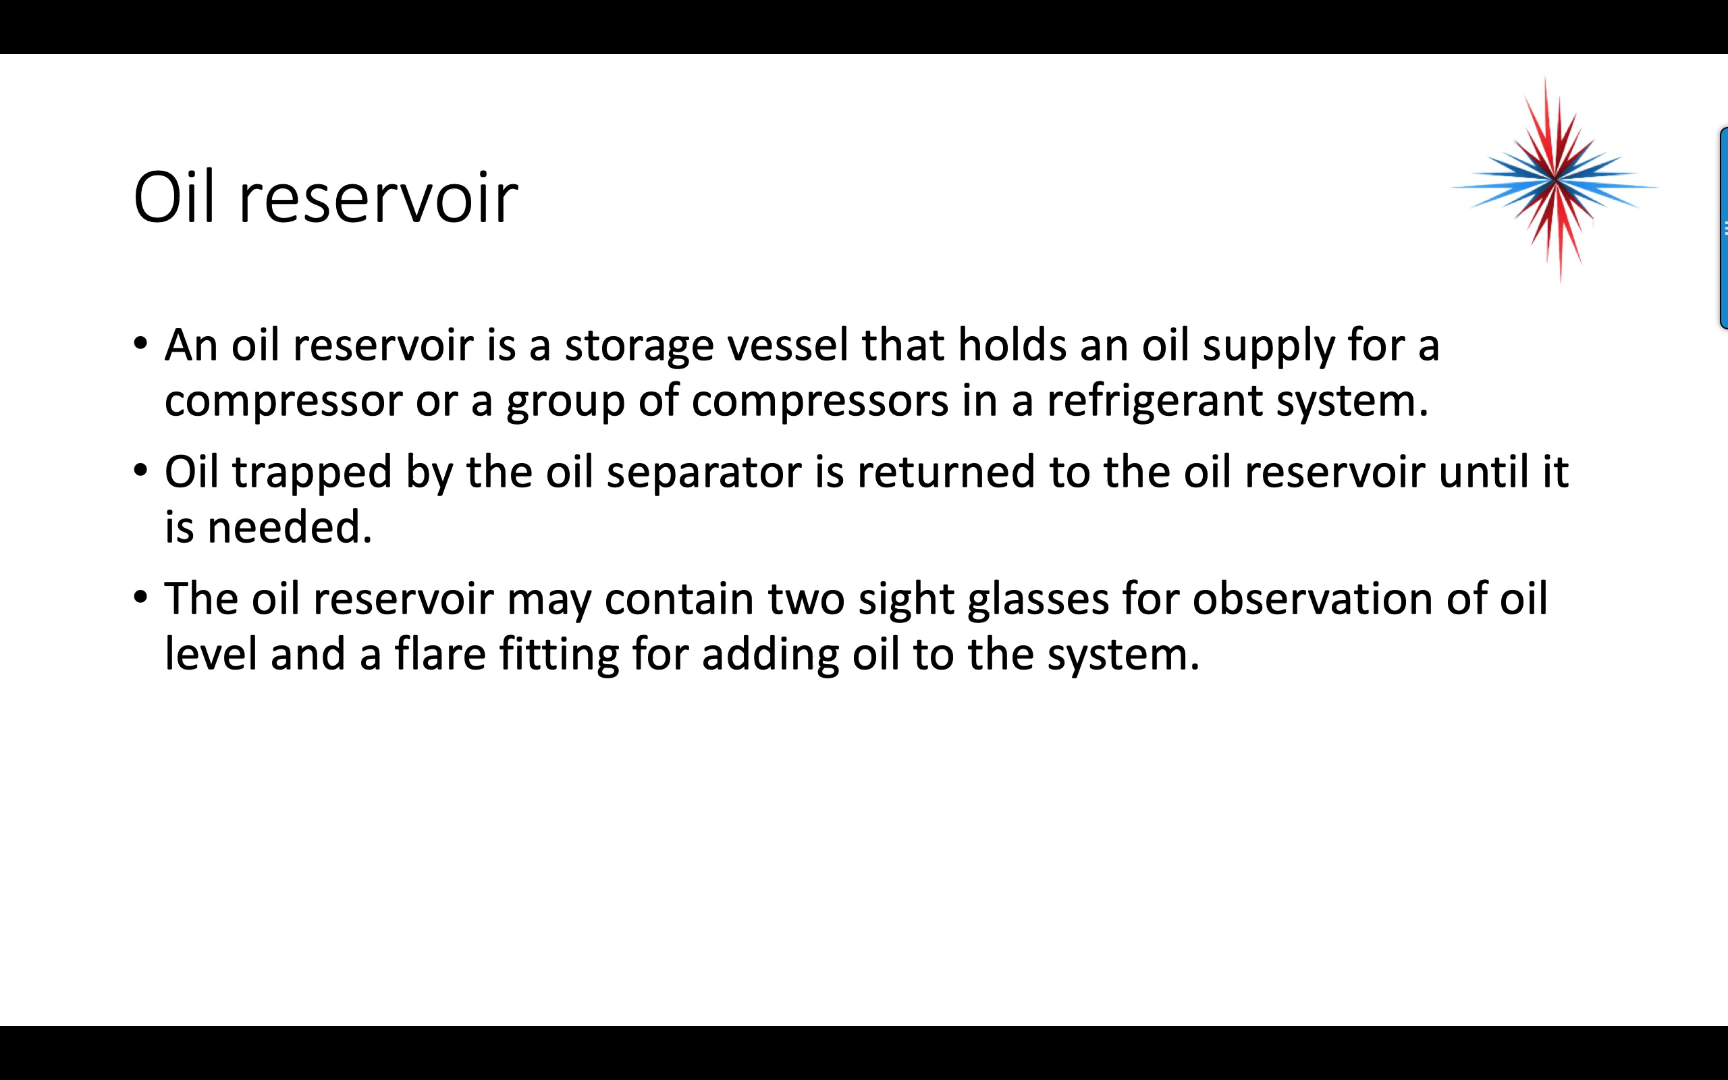 Oil reservoir
• An oil reservoir is a storage vessel that holds an oil supply for a
compressor or a group of compressors in a refrigerant system.
• Oil trapped by the oil separator is returned to the oil reservoir until it
is needed.
• The oil reservoir may contain two sight glasses for observation of oil
level and a flare fitting for adding oil to the system.